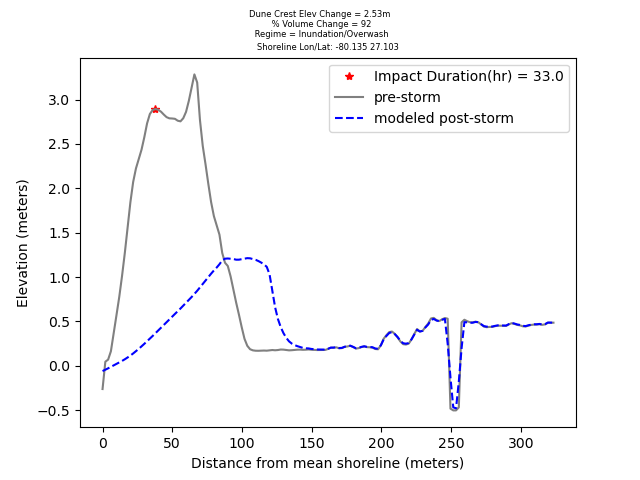 Dune Crest Elev Change = 2.53m
% Volume Change = 92
Regime = Inundation/Overwash
Shoreline Lon/Lat: -80.135 27.103
Impact Duration(hr) = 33.0
pre-storm
modeled post-storm
3.0
2.5
2.0
1.5
1.0
0.5
0.0
−0.5
Elevation (meters)
0 50 100 150 200 250 300
Distance from mean shoreline (meters)